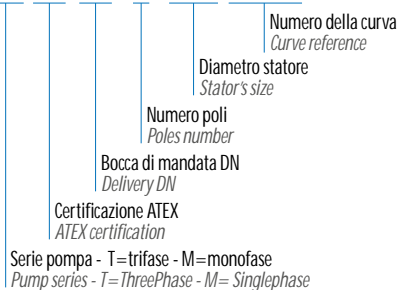 Numero della curva
Curve reference
Diametro statore
Stator's size
Numero poli
Poles number
Bocca di mandata DN
Delivery DN
Certificazione ATEX
ATEX certification
Serie pompa - T=trifase - M=monofase
Pump series - T=ThreePhase - M= Singlephase